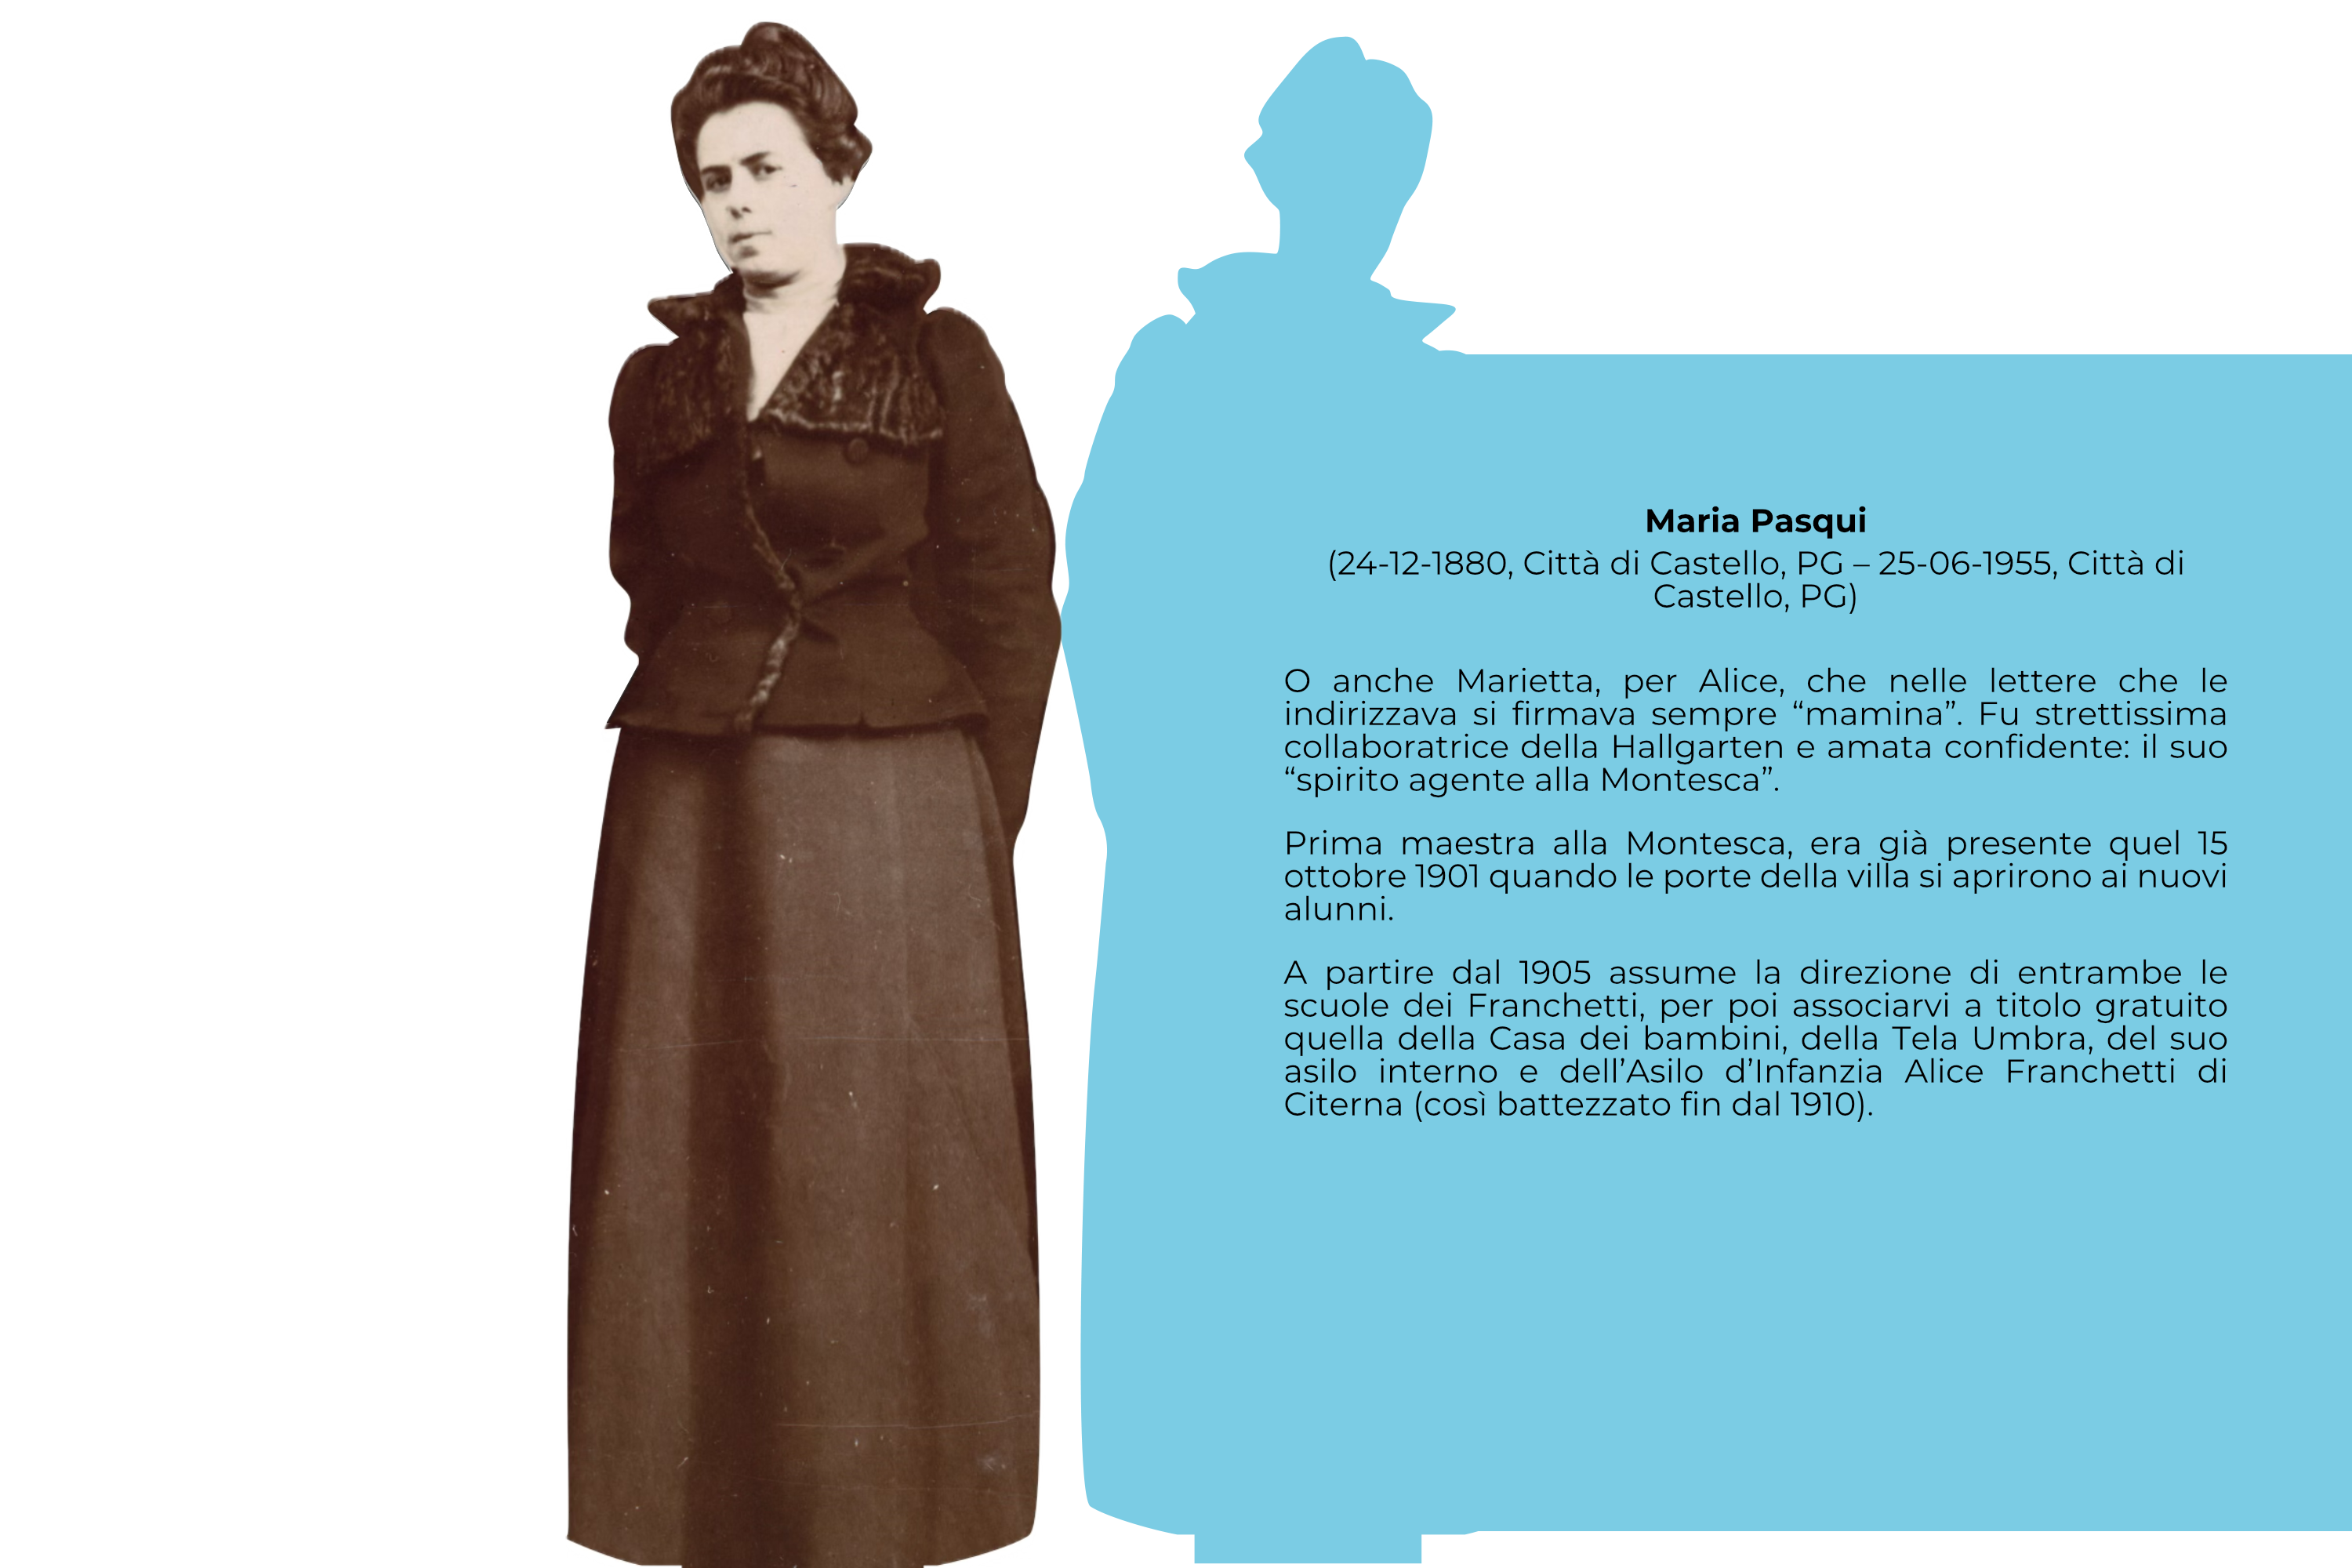 Maria Pasqui
(24-12-1880, Città di Castello, PG – 25-06-1955, Città di
Castello, PG)
O anche Marietta, per Alice, che nelle lettere che le
indirizzava si firmava sempre “mamina”. Fu strettissima
collaboratrice della Hallgarten e amata confidente: il suo
“spirito agente alla Montesca”.
Prima maestra alla Montesca, era già presente quel 15
ottobre 1901 quando le porte della villa si aprirono ai nuovi
alunni.
A partire dal 1905 assume la direzione di entrambe le
scuole dei Franchetti, per poi associarvi a titolo gratuito
quella della Casa dei bambini, della Tela Umbra, del suo
asilo interno e dell’Asilo d’Infanzia Alice Franchetti di
Citerna (così battezzato fin dal 1910).